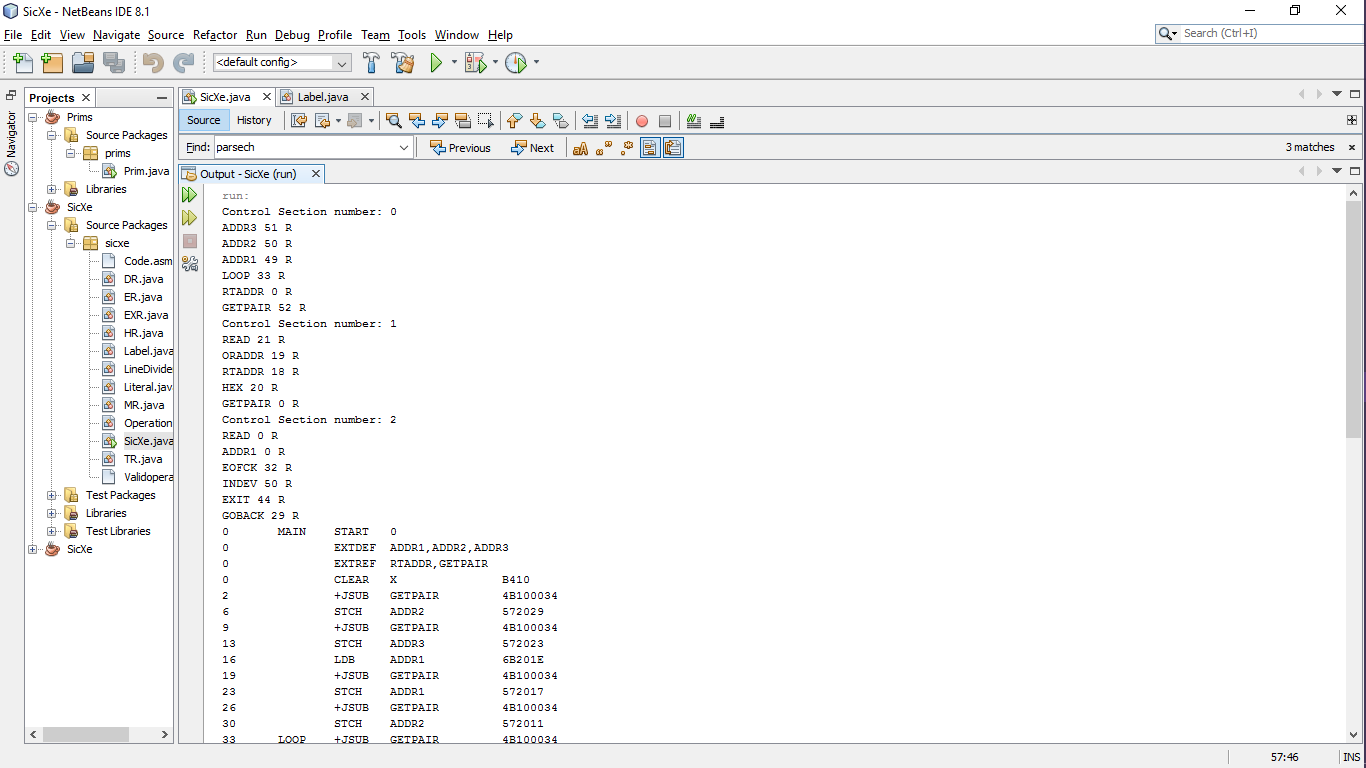 SicXe - NetBeans IDE 8.1
File Edit View Navigate Source Refactor Run Debug Profile Team Tools Window Help
Search (Ctrl+I)
<default config>
Navigator
Projects
Prims
Source Packages
prims
Prim.java
Libraries
SicXe
Source Packages
sicxe
Code.asm
DR.java
ER.java
EXR.java
HR.java
Label.java
LineDivide
Literal.jav
MR.java
Operation
SicXe.java
TR.java
Validopera
Test Packages
Libraries
Test Libraries
SicXe
SicXe.java Label.java
Source History
Find: parsech Previous Next 3 matches
Output - SicXe (run)
run:
Control Section number: 0
ADDR3 51 R
ADDR2 50 R
ADDR1 49 R
LOOP 33 R
RTADDR 0 R
GETPAIR 52 R
Control Section number: 1
READ 21 R
ORADDR 19 R
RTADDR 18 R
HEX 20 R
GETPAIR 0 R
Control Section number: 2
READ 0 R
ADDR1 0 R
EOFCK 32 R
INDEV 50 R
EXIT 44 R
GOBACK 29 R
0 MAIN START 0
0 EXTDEF ADDR1,ADDR2,ADDR3
0 EXTREF RTADDR,GETPAIR
0 CLEAR X B410
2 +JSUB GETPAIR 4B100034
6 STCH ADDR2 572029
9 +JSUB GETPAIR 4B100034
13 STCH ADDR3 572023
16 LDB ADDR1 6B201E
19 +JSUB GETPAIR 4B100034
23 STCH ADDR1 572017
26 +JSUB GETPAIR 4B100034
30 STCH ADDR2 572011
33 LOOP +JSUB GETPAIR 4B100034
57:46 INS